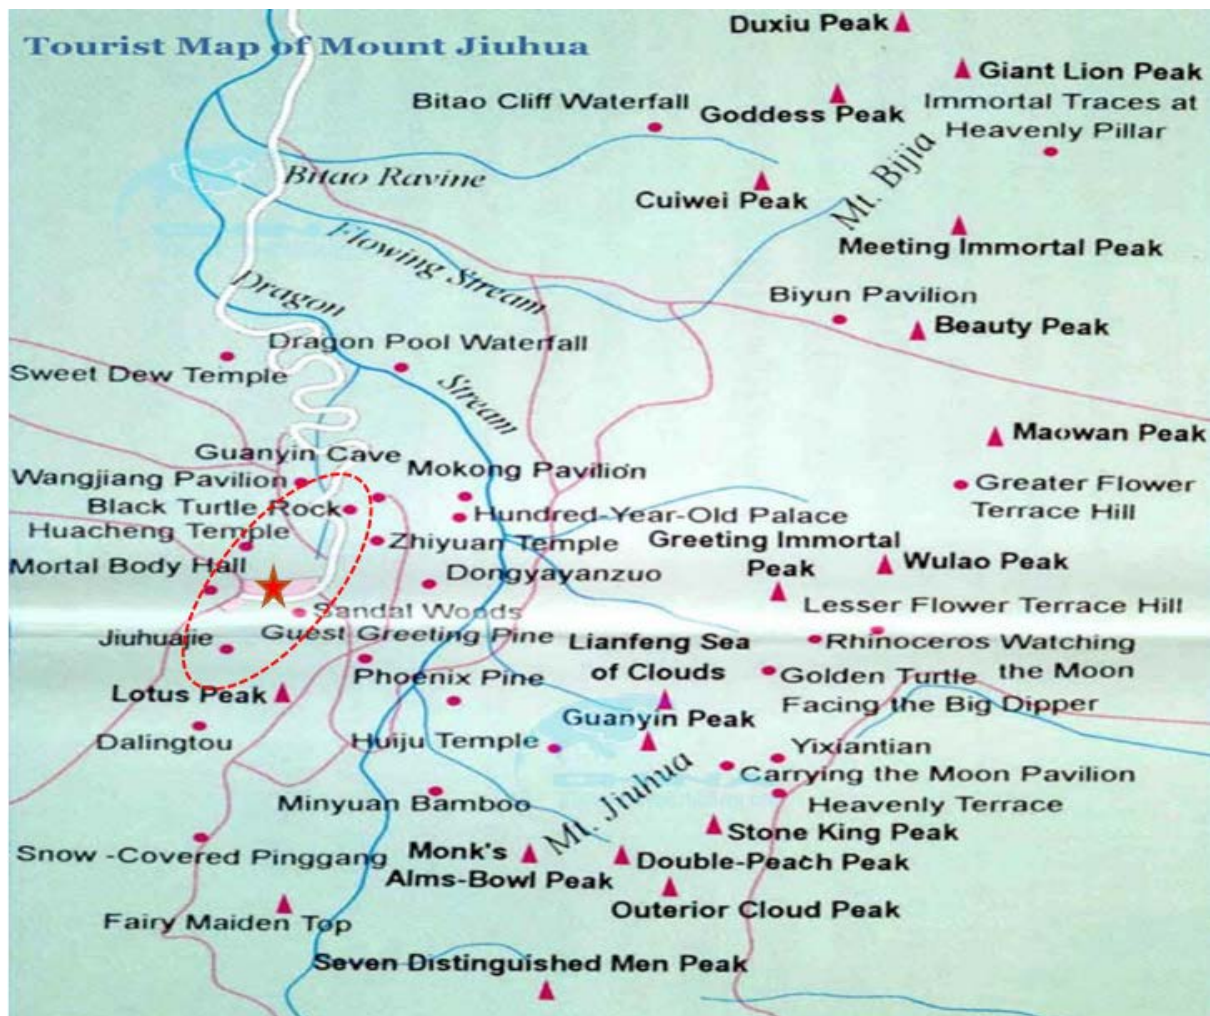 Tourist Map of Mount Jiuhua
Duxiu Peak
Giant Lion Peak
Bitao Cliff Waterfall
Goddess Peak
Immortal Traces at
Heavenly Pillar
Mt. Bijia
Bitao Ravine
Cuiwei Peak
Flowing Stream
Meeting Immortal Peak
Dragon
Biyun Pavilion
Beauty Peak
Dragon Pool Waterfall
Sweet Dew Temple
Stream
Maowan Peak
Guanyin Cave
Mokong Pavilion
Wangjiang Pavilion
Greater Flower
Terrace Hill
Black Turtle Rock
Hundred-Year-Old Palace
Huacheng Temple
Zhiyuan Temple
Greeting Immortal
Peak
Wulao Peak
Mortal Body Hall
Dongyayanzuo
Lesser Flower Terrace Hill
Sandal Woods
Jiuhuajie
Guest Greeting Pine
Lianfeng Sea
of Clouds
Rhinoceros Watching
the Moon
Lotus Peak
Phoenix Pine
Golden Turtle
Facing the Big Dipper
Guanyin Peak
Dalingtou
Huiju Temple
Yixiantian
Carrying the Moon Pavilion
Mt. Jiuhua
Minyuan Bamboo
Heavenly Terrace
Stone King Peak
Snow -Covered Pinggang
Monk's
Alms-Bowl Peak
Double-Peach Peak
Outerior Cloud Peak
Fairy Maiden Top
Seven Distinguished Men Peak